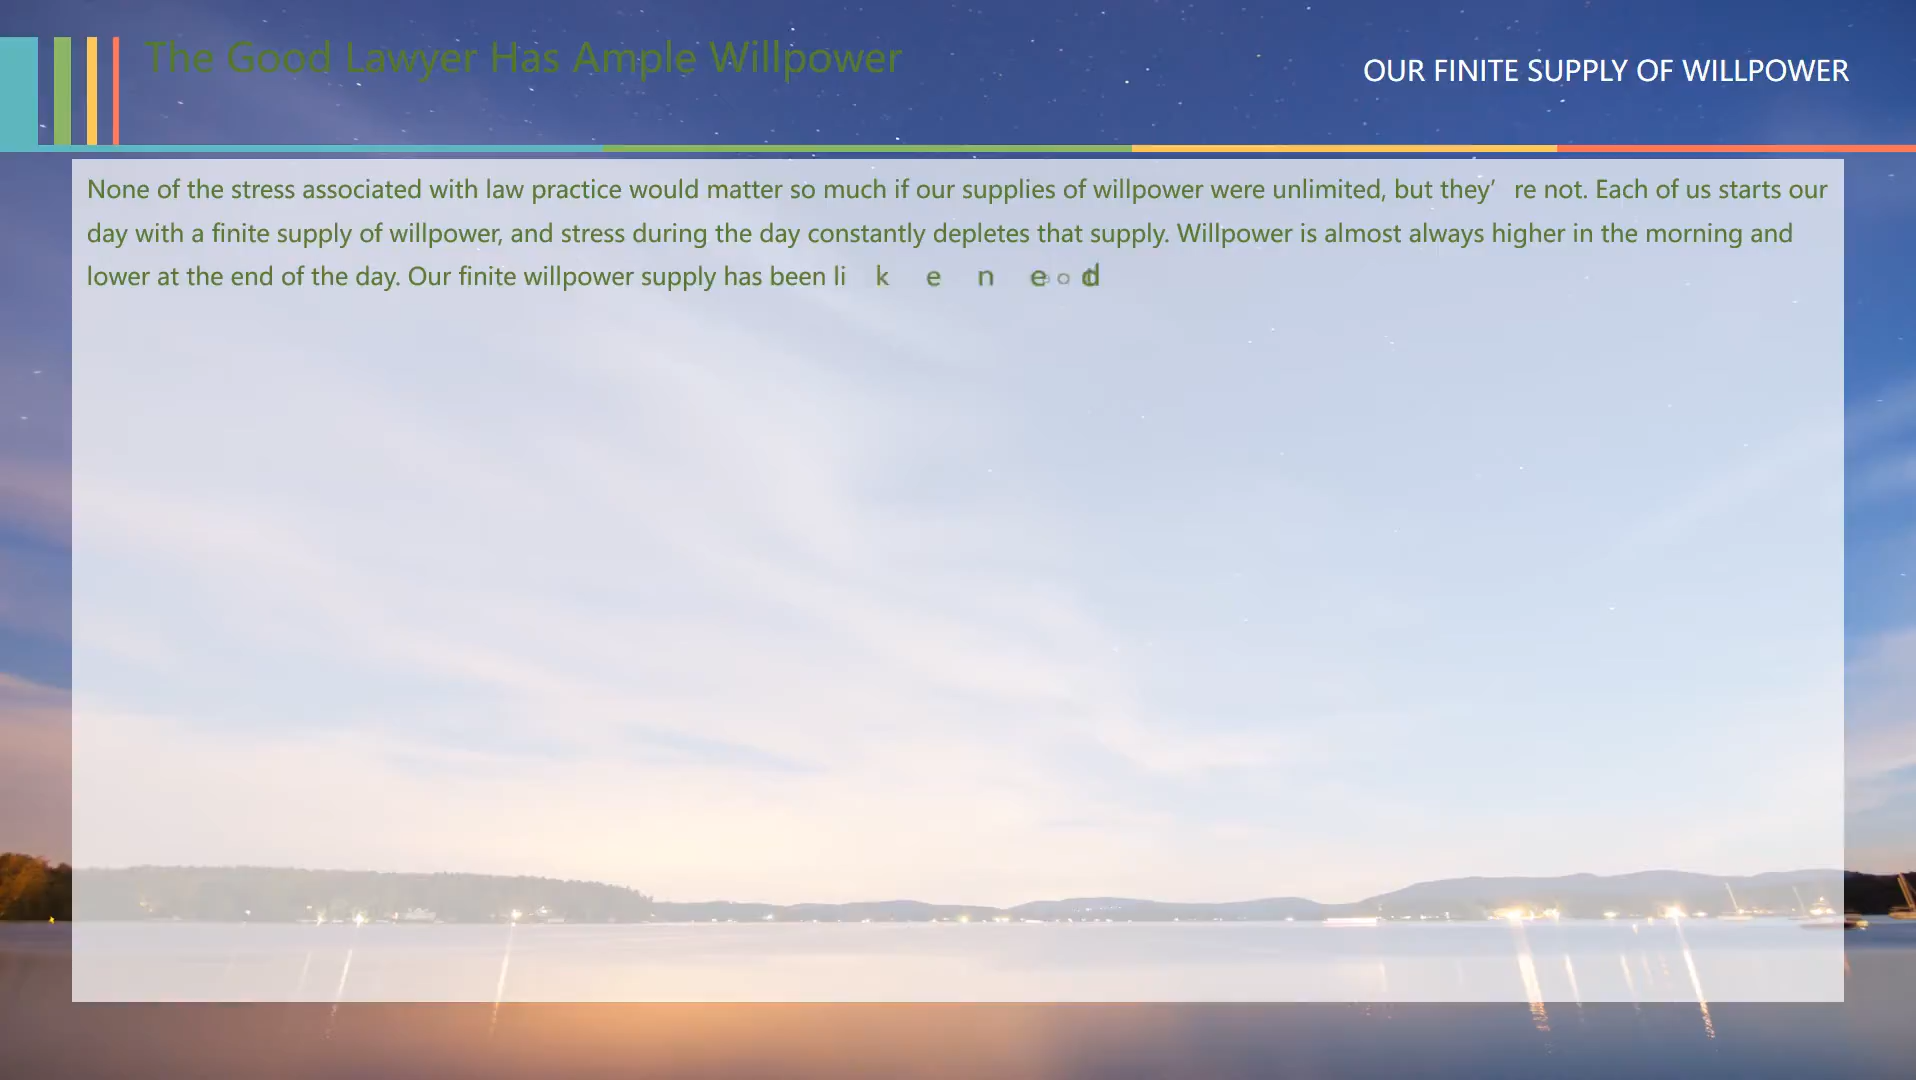 The Good Lawyer Has Ample Willpower
OUR FINITE SUPPLY OF WILLPOWER
None of the stress associated with law practice would matter so much if our supplies of willpower were unlimited, but they’re not. Each of us starts our
day with a finite supply of willpower, and stress during the day constantly depletes that supply. Willpower is almost always higher in the morning and
lower at the end of the day. Our finite willpower supply has been likened